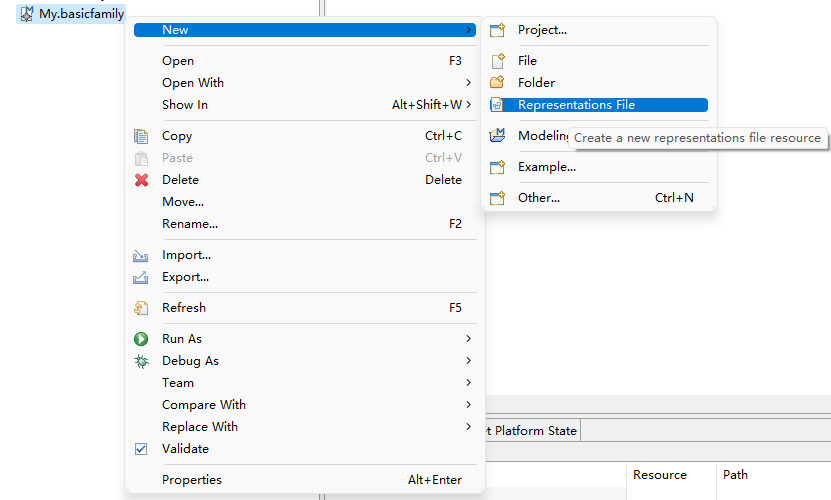 My.basicfamily
New
Project...
Open F3
File
Open With
Folder
Show In Alt+Shift+W
Representations File
Copy Ctrl+C
Modeling
Create a new representations file resource
Paste Ctrl+V
Delete Delete
Example...
Move...
Other... Ctrl+N
Rename... F2
Import...
Export...
Refresh F5
Run As
Debug As
Team
Compare With
Replace With
et Platform State
Validate
Properties Alt+Enter
Resource Path